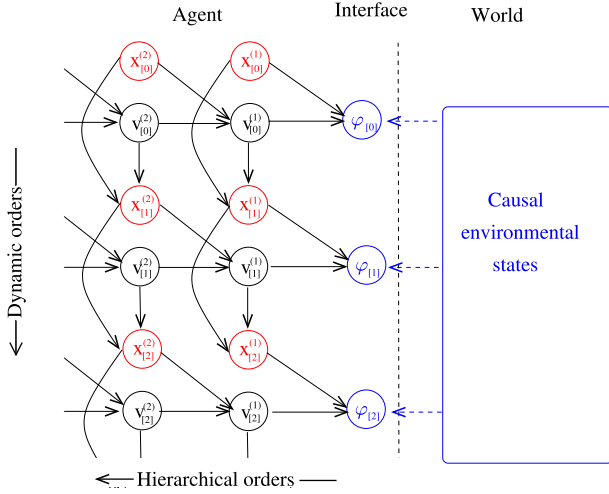 Agent Interface World
x[0](2) x[0](1)
v[0](2) v[0](1) φ[0]
x[1](2) x[1](1)
Causal
environmental
states
v[1](2) v[1](1) φ[1]
x[2](2) x[2](1)
v[2](2) v[2](1) φ[2]
Dynamic orders
Hierarchical orders